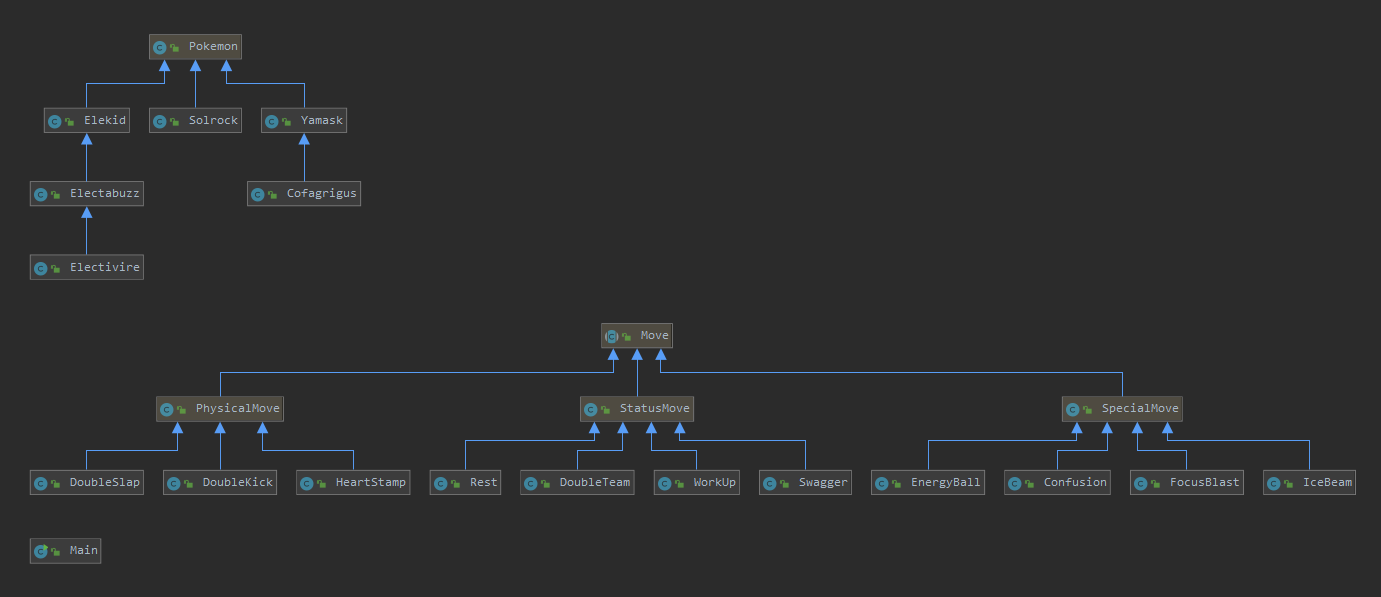 Pokemon
Elekid Solrock Yamask
Electabuzz Cofagrigus
Electivire
Move
PhysicalMove StatusMove SpecialMove
DoubleSlap DoubleKick HeartStamp Rest DoubleTeam WorkUp Swagger EnergyBall Confusion FocusBlast IceBeam
Main